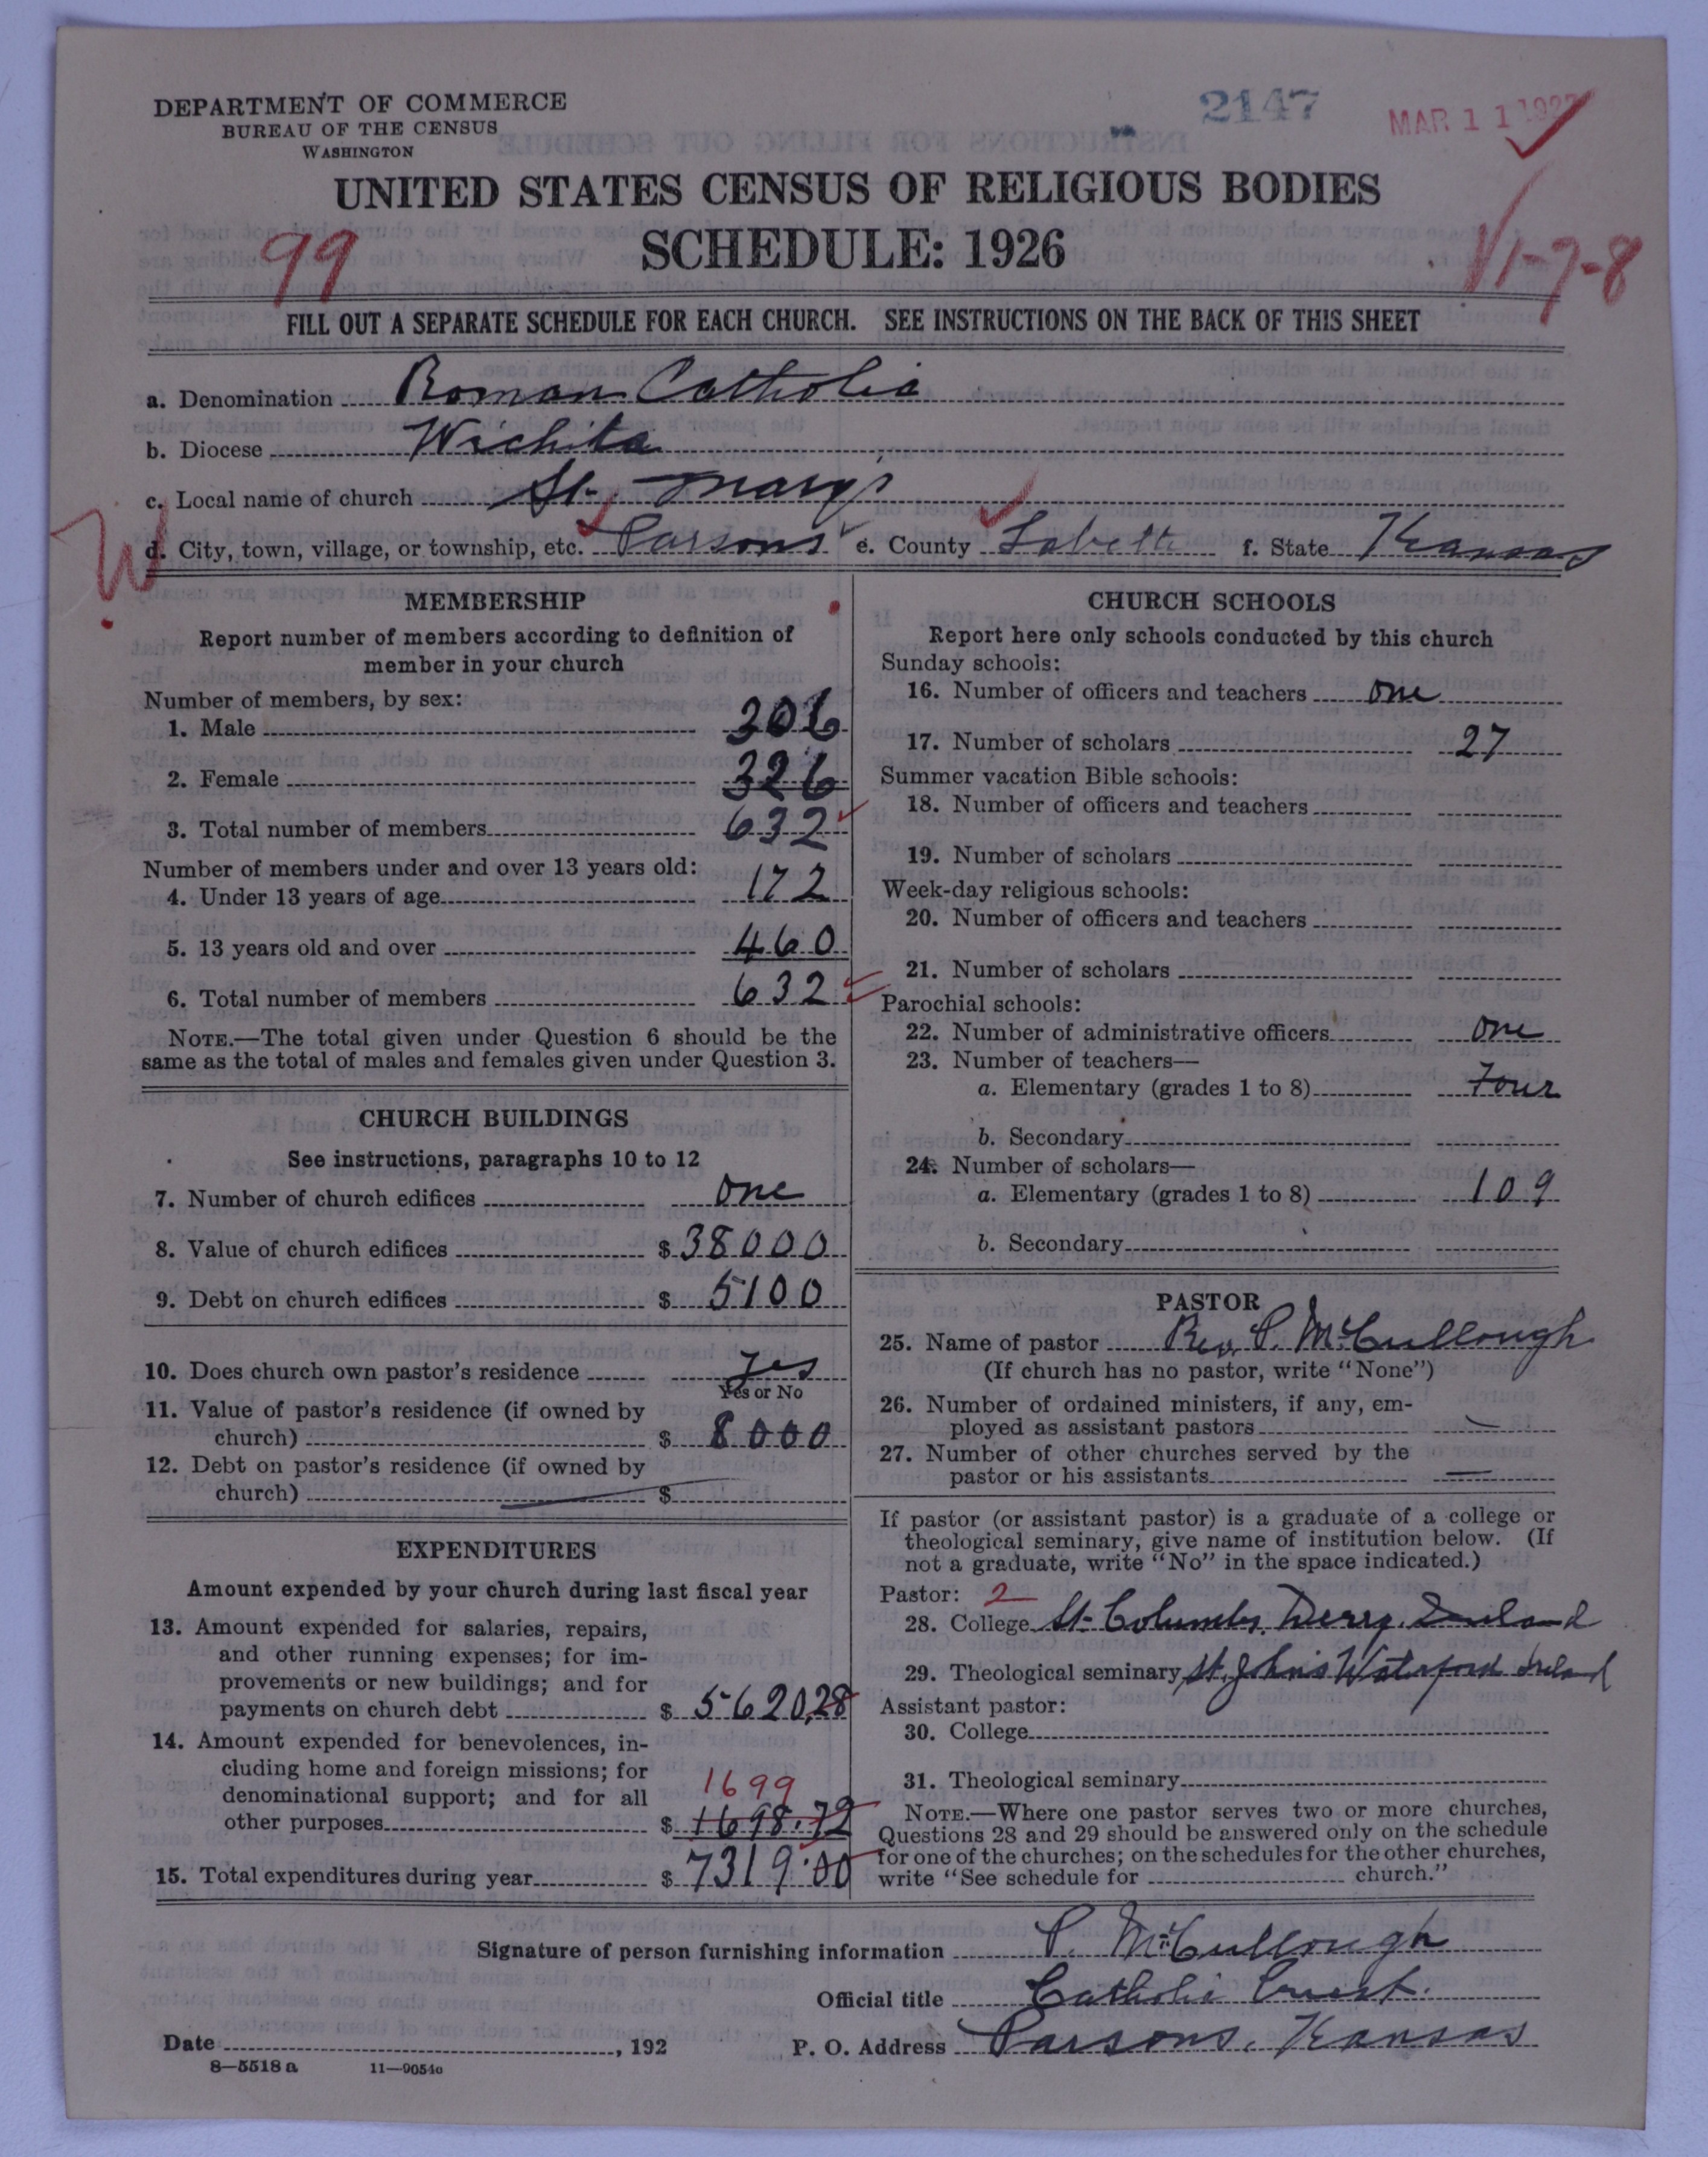 DEPARTMENT OF COMMERCE
BUREAU OF THE CENSUS
WASHINGTON
2147
MAR 11 1927
UNITED STATES CENSUS OF RELIGIOUS BODIES
SCHEDULE: 1926
99
1-7-8
FILL OUT A SEPARATE SCHEDULE FOR EACH CHURCH. SEE INSTRUCTIONS ON THE BACK OF THIS SHEET
a. Denomination Roman Catholic
b. Diocese Wichita
c. Local name of church St. Mary's
W
d. City, town, village, or township, etc. Parsons e. County Labette f. State Kansas
MEMBERSHIP
Report number of members according to definition of
member in your church
Number of members, by sex:
1. Male 306
2. Female 326
3. Total number of members 632
Number of members under and over 13 years old:
4. Under 13 years of age 172
5. 13 years old and over 460
6. Total number of members 632
NOTE.—The total given under Question 6 should be the
same as the total of males and females given under Question 3.
CHURCH BUILDINGS
See instructions, paragraphs 10 to 12
7. Number of church edifices one
8. Value of church edifices $ 38000
9. Debt on church edifices $ 5100
10. Does church own pastor's residence Yes
Yes or No
11. Value of pastor's residence (if owned by
church) $ 8000
12. Debt on pastor's residence (if owned by
church) $
EXPENDITURES
Amount expended by your church during last fiscal year
13. Amount expended for salaries, repairs,
and other running expenses; for im-
provements or new buildings; and for
payments on church debt $ 5620,28
14. Amount expended for benevolences, in-
cluding home and foreign missions; for
denominational support; and for all
1699
other purposes $ 1698.72
15. Total expenditures during year $ 7319.00
CHURCH SCHOOLS
Report here only schools conducted by this church
Sunday schools:
16. Number of officers and teachers one
17. Number of scholars 27
Summer vacation Bible schools:
18. Number of officers and teachers
19. Number of scholars
Week-day religious schools:
20. Number of officers and teachers
21. Number of scholars
Parochial schools:
22. Number of administrative officers one
23. Number of teachers—
a. Elementary (grades 1 to 8) Four
b. Secondary
24. Number of scholars—
a. Elementary (grades 1 to 8) 109
b. Secondary
PASTOR
25. Name of pastor Rev. P. McCullough
(If church has no pastor, write "None")
26. Number of ordained ministers, if any, em-
ployed as assistant pastors —
27. Number of other churches served by the
pastor or his assistants —
If pastor (or assistant pastor) is a graduate of a college or
theological seminary, give name of institution below. (If
not a graduate, write "No" in the space indicated.)
Pastor: 2
28. College St. Columbs, Derry, Ireland
29. Theological seminary St. John's Waterford Ireland
Assistant pastor:
30. College
31. Theological seminary
NOTE.—Where one pastor serves two or more churches,
Questions 28 and 29 should be answered only on the schedule
for one of the churches; on the schedules for the other churches,
write "See schedule for church."
Signature of person furnishing information P. McCullough
Official title Catholic Priest.
Date , 192 P. O. Address Parsons, Kansas
8—5518 a 11—9054o